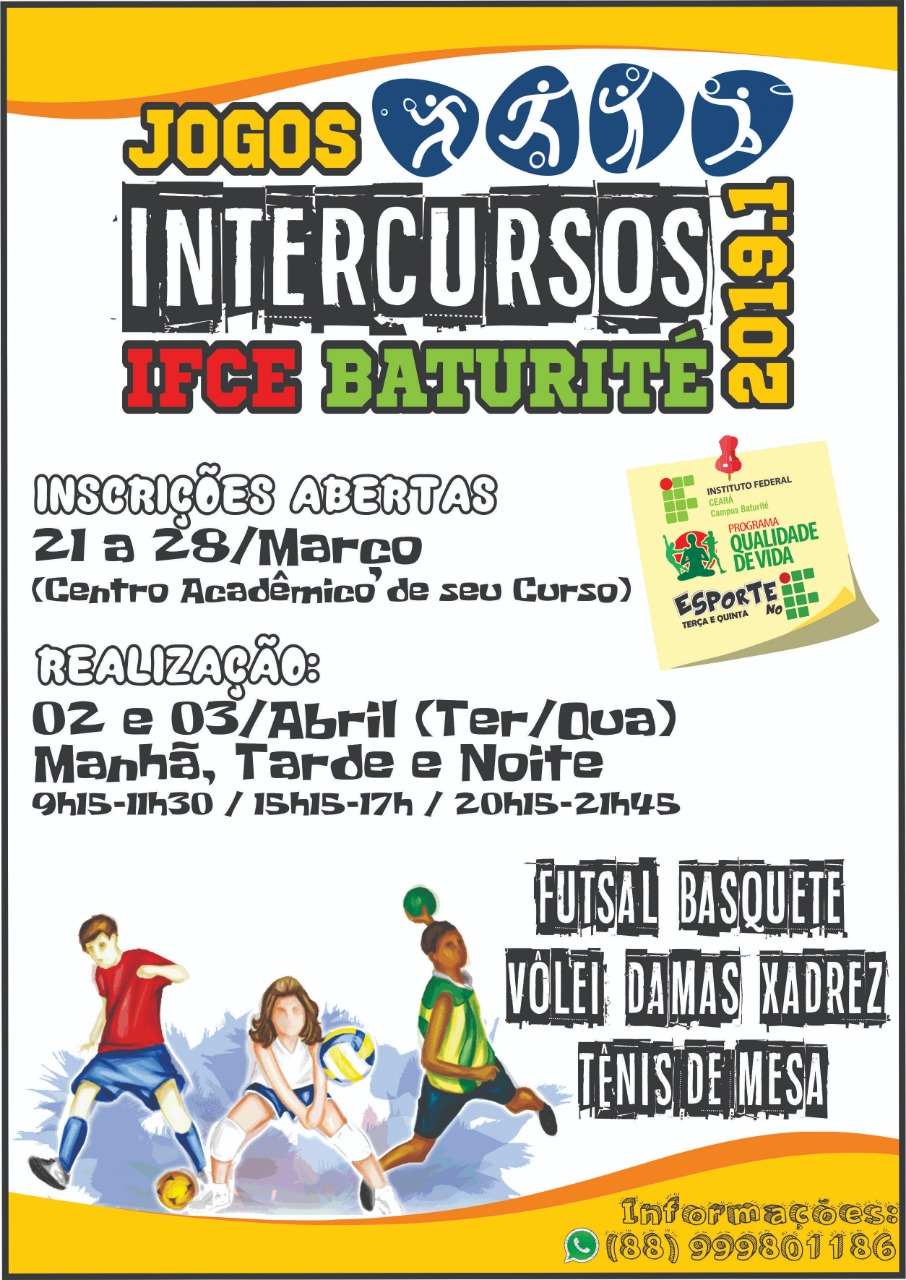 JOGOS
INTERCURSOS
2019.1
IFCE BATURITÉ
INSCRIÇÕES ABERTAS
21 a 28/Março
(Centro Acadêmico de seu Curso)
INSTITUTO FEDERAL
CEARÁ
Campus Baturité
PROGRAMA
QUALIDADE
DE VIDA
ESPORTE
NO
TERÇA E QUINTA
REALIZAÇÃO:
02 e 03/Abril (Ter/Qua)
Manhã, Tarde e Noite
9h15-11h30 / 15h15-17h / 20h15-21h45
FUTSAL BASQUETE
VÔLEI DAMAS XADREZ
TÊNIS DE MESA
Informações:
(88) 999801186